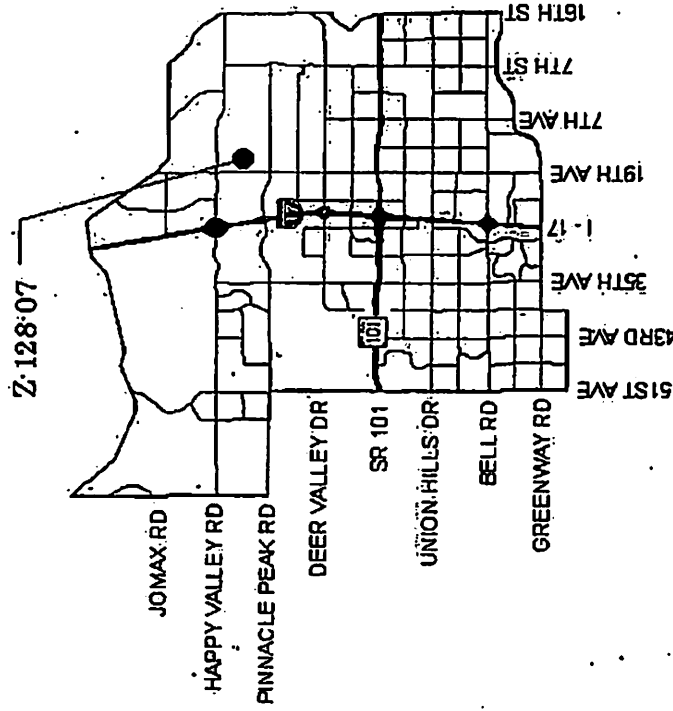 Z-128-07
JOMAX RD
HAPPY VALLEY RD
PINNACLE PEAK RD
DEER VALLEY DR
SR 101
UNION HILLS DR
BELL RD
GREENWAY RD
51ST AVE
43RD AVE
35TH AVE
I-17
19TH AVE
7TH AVE
7TH ST
16TH ST
17
101